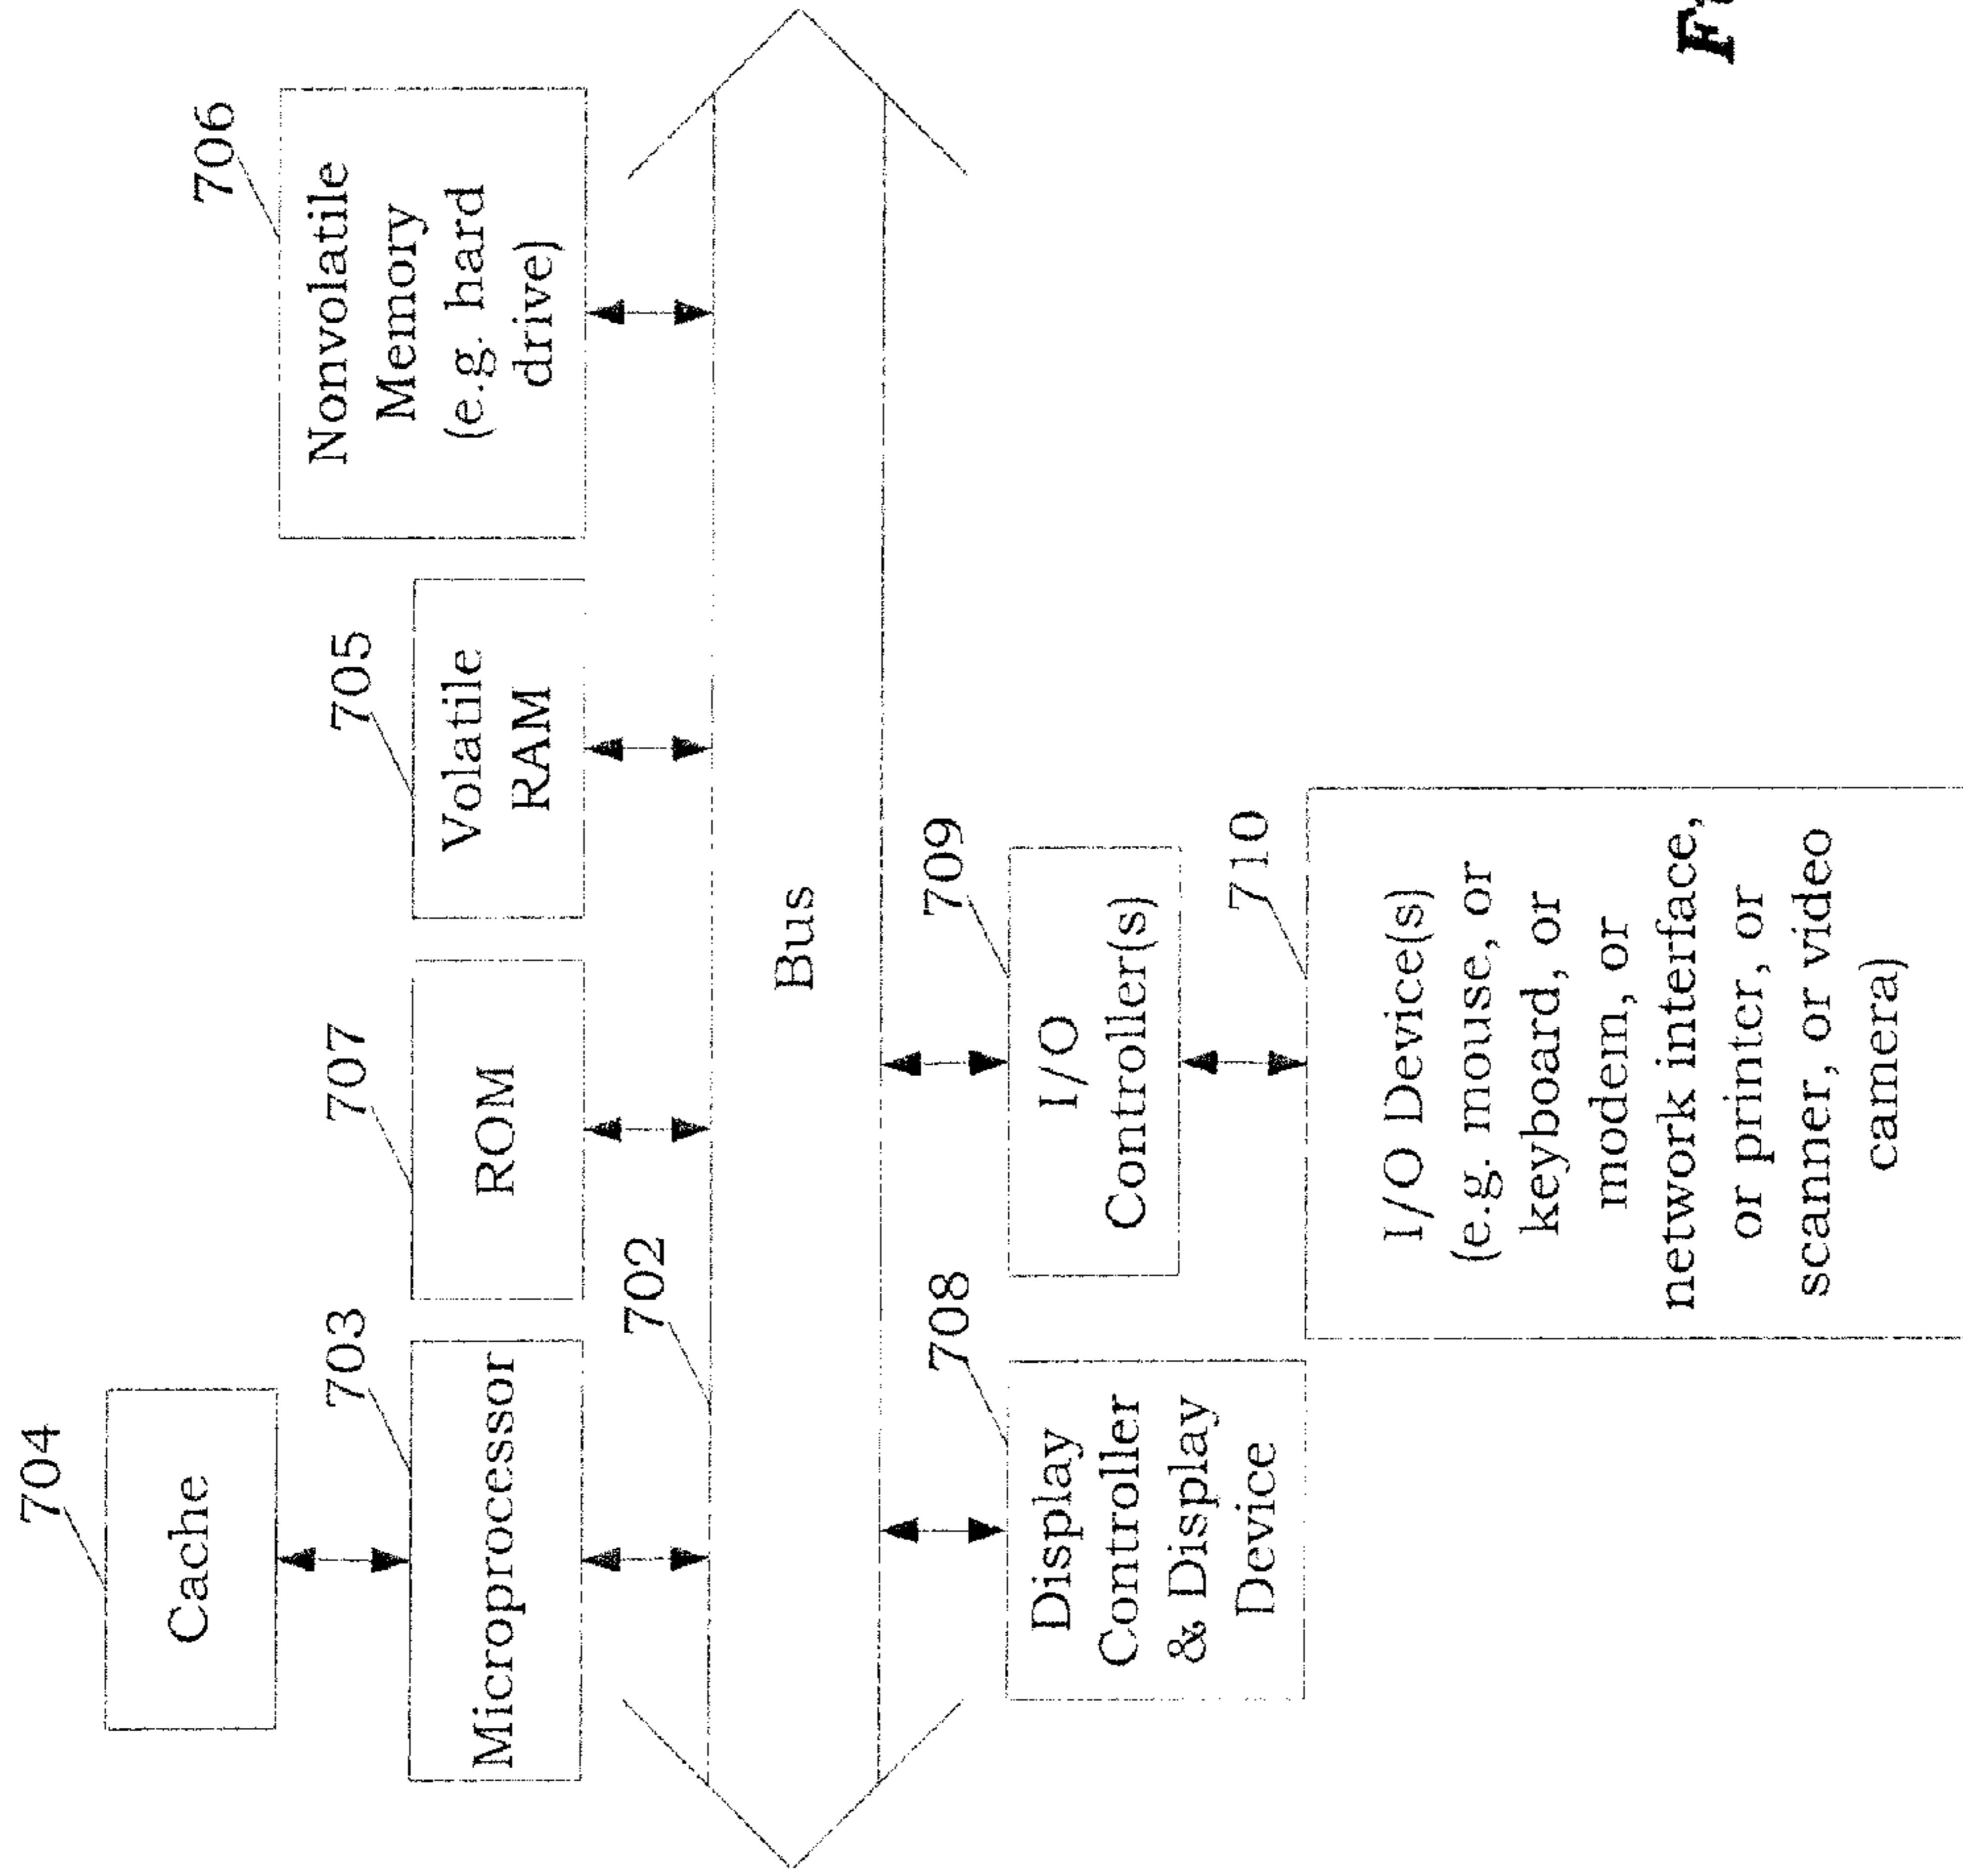 704
Cache
703
Microprocessor
707
ROM
705
Volatile
RAM
706
Nonvolatile
Memory
(e.g. hard
drive)
702
Bus
708
Display
Controller
& Display
Device
709
I/O
Controller(s)
710
I/O Device(s)
(e.g. mouse, or
keyboard, or
modem, or
network interface,
or printer, or
scanner, or video
camera)